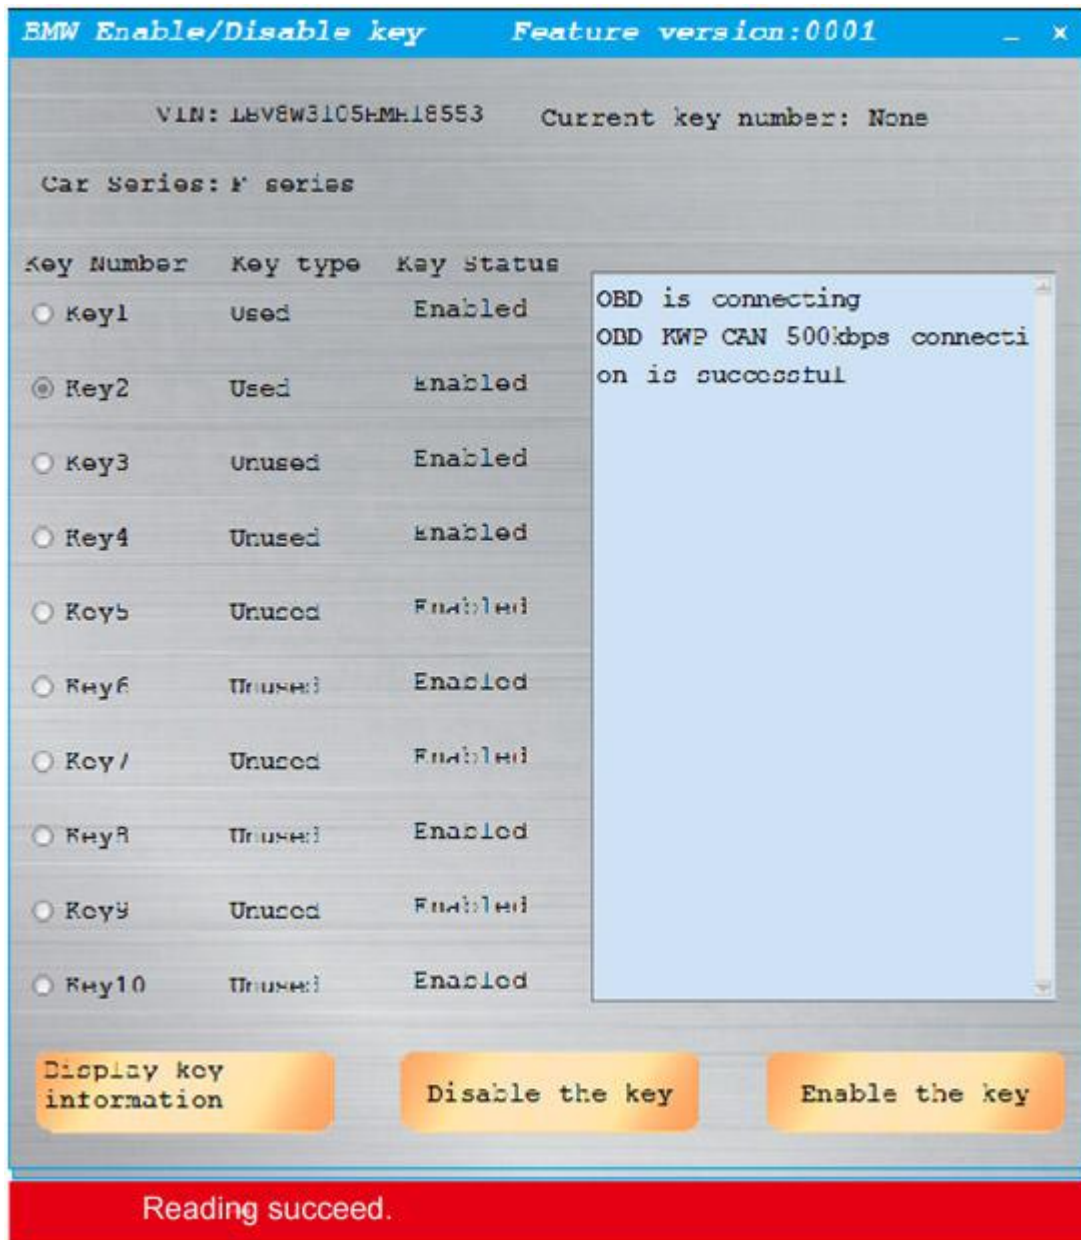 BMW Enable/Disable key Feature version:0001
VIN: Current key number: None
Car Series: F series
Key Number Key type Key Status
Key1 Used Enabled
Key2 Used Enabled
Key3 Unused Enabled
Key4 Unused Enabled
Key5 Unused Enabled
Key6 Unused Enabled
Key7 Unused Enabled
Key8 Unused Enabled
Key9 Unused Enabled
Key10 Unused Enabled
OBD is connecting
OBD KWP CAN 500kbps connecti
on is successful
Display key
information
Disable the key
Enable the key
Reading succeed.